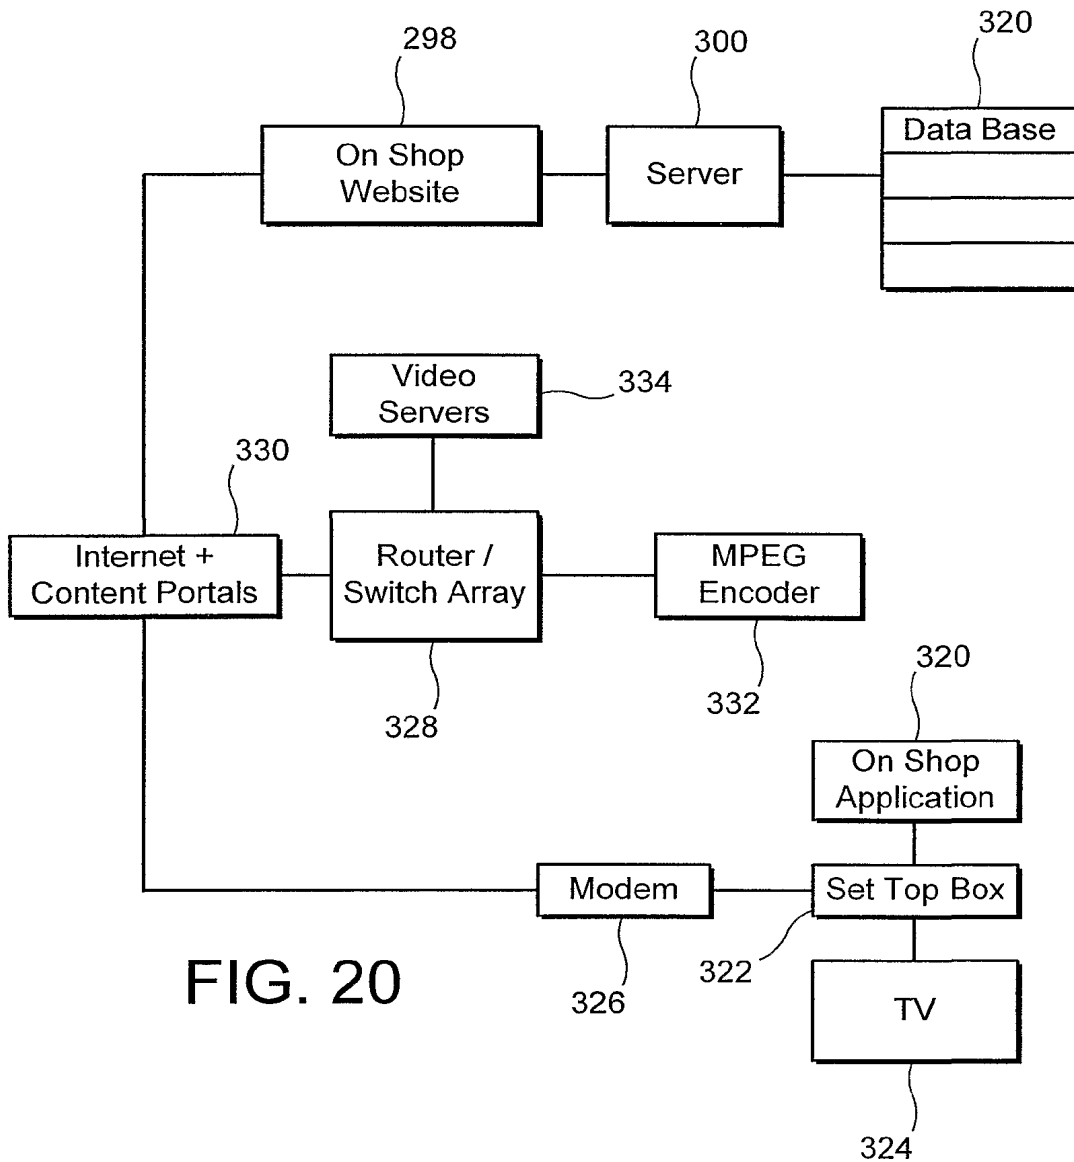 298
300
320
On Shop
Website
Server
Data Base
Video
Servers
334
330
Internet +
Content Portals
Router /
Switch Array
MPEG
Encoder
328
332
320
On Shop
Application
Modem
Set Top Box
322
326
TV
324
FIG. 20